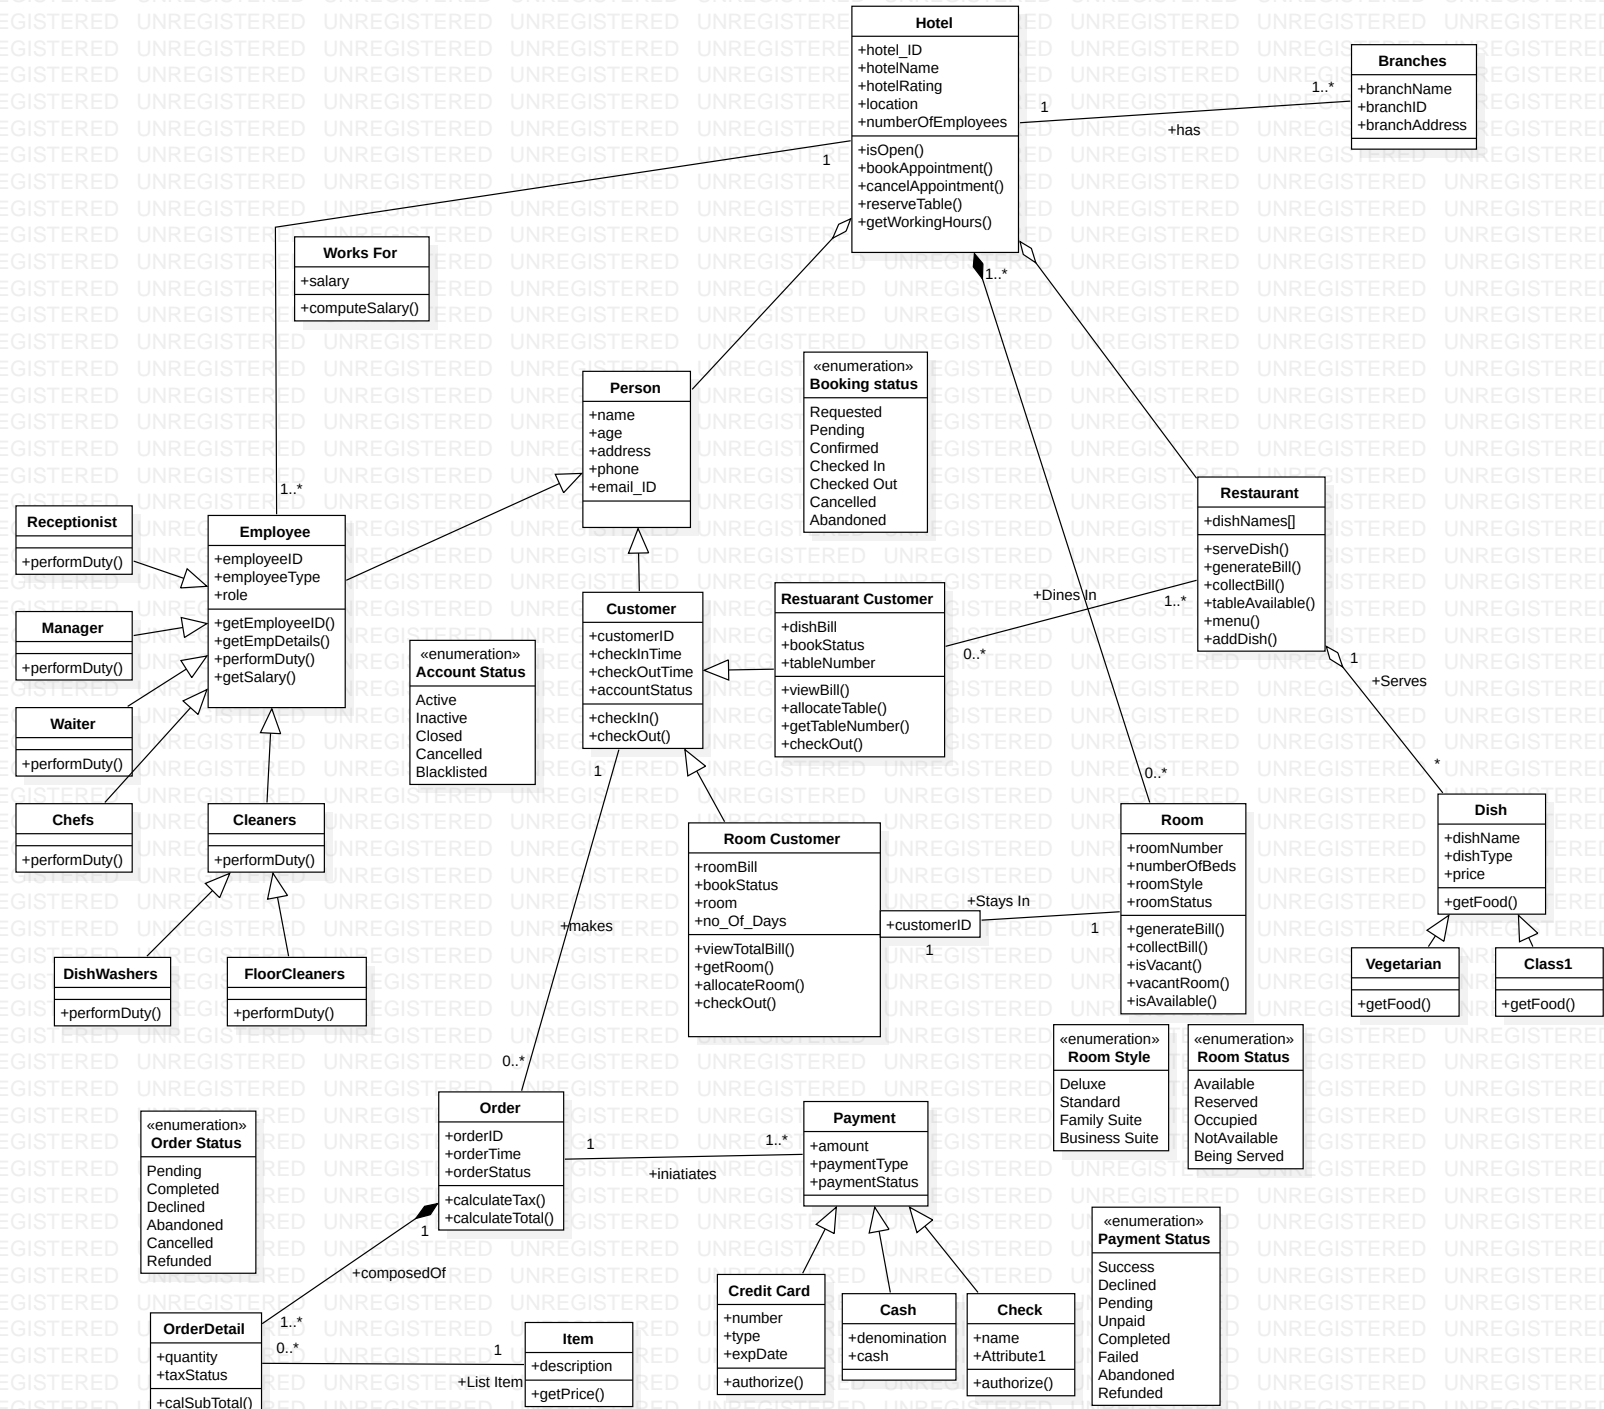 Hotel
+hotel_ID
+hotelName
+hotelRating
+location
+numberOfEmployees
+isOpen()
+bookAppointment()
+cancelAppointment()
+reserveTable()
+getWorkingHours()
Branches
+branchName
+branchID
+branchAddress
1
1..*
+has
1
1..*
Works For
+salary
+computeSalary()
1..*
Person
+name
+age
+address
+phone
+email_ID
«enumeration»
Booking status
Requested
Pending
Confirmed
Checked In
Checked Out
Cancelled
Abandoned
Restaurant
+dishNames[]
+serveDish()
+generateBill()
+collectBill()
+tableAvailable()
+menu()
+addDish()
Receptionist
+performDuty()
Employee
+employeeID
+employeeType
+role
+getEmployeeID()
+getEmpDetails()
+performDuty()
+getSalary()
Manager
+performDuty()
Waiter
+performDuty()
Chefs
+performDuty()
Cleaners
+performDuty()
DishWashers
+performDuty()
FloorCleaners
+performDuty()
«enumeration»
Account Status
Active
Inactive
Closed
Cancelled
Blacklisted
Customer
+customerID
+checkInTime
+checkOutTime
+accountStatus
+checkIn()
+checkOut()
Restuarant Customer
+dishBill
+bookStatus
+tableNumber
+viewBill()
+allocateTable()
+getTableNumber()
+checkOut()
+Dines In
1..*
0..*
1
+Serves
*
0..*
1
+makes
0..*
Room Customer
+roomBill
+bookStatus
+room
+no_Of_Days
+viewTotalBill()
+getRoom()
+allocateRoom()
+checkOut()
+customerID
+Stays In
1
1
Room
+roomNumber
+numberOfBeds
+roomStyle
+roomStatus
+generateBill()
+collectBill()
+isVacant()
+vacantRoom()
+isAvailable()
Dish
+dishName
+dishType
+price
+getFood()
Vegetarian
+getFood()
Class1
+getFood()
«enumeration»
Room Style
Deluxe
Standard
Family Suite
Business Suite
«enumeration»
Room Status
Available
Reserved
Occupied
NotAvailable
Being Served
«enumeration»
Order Status
Pending
Completed
Declined
Abandoned
Cancelled
Refunded
Order
+orderID
+orderTime
+orderStatus
+calculateTax()
+calculateTotal()
1
1..*
+iniatiates
Payment
+amount
+paymentType
+paymentStatus
1
+composedOf
1..*
OrderDetail
+quantity
+taxStatus
+calSubTotal()
0..*
1
+List Item
Item
+description
+getPrice()
Credit Card
+number
+type
+expDate
+authorize()
Cash
+denomination
+cash
Check
+name
+Attribute1
+authorize()
«enumeration»
Payment Status
Success
Declined
Pending
Unpaid
Completed
Failed
Abandoned
Refunded
UNREGISTERED